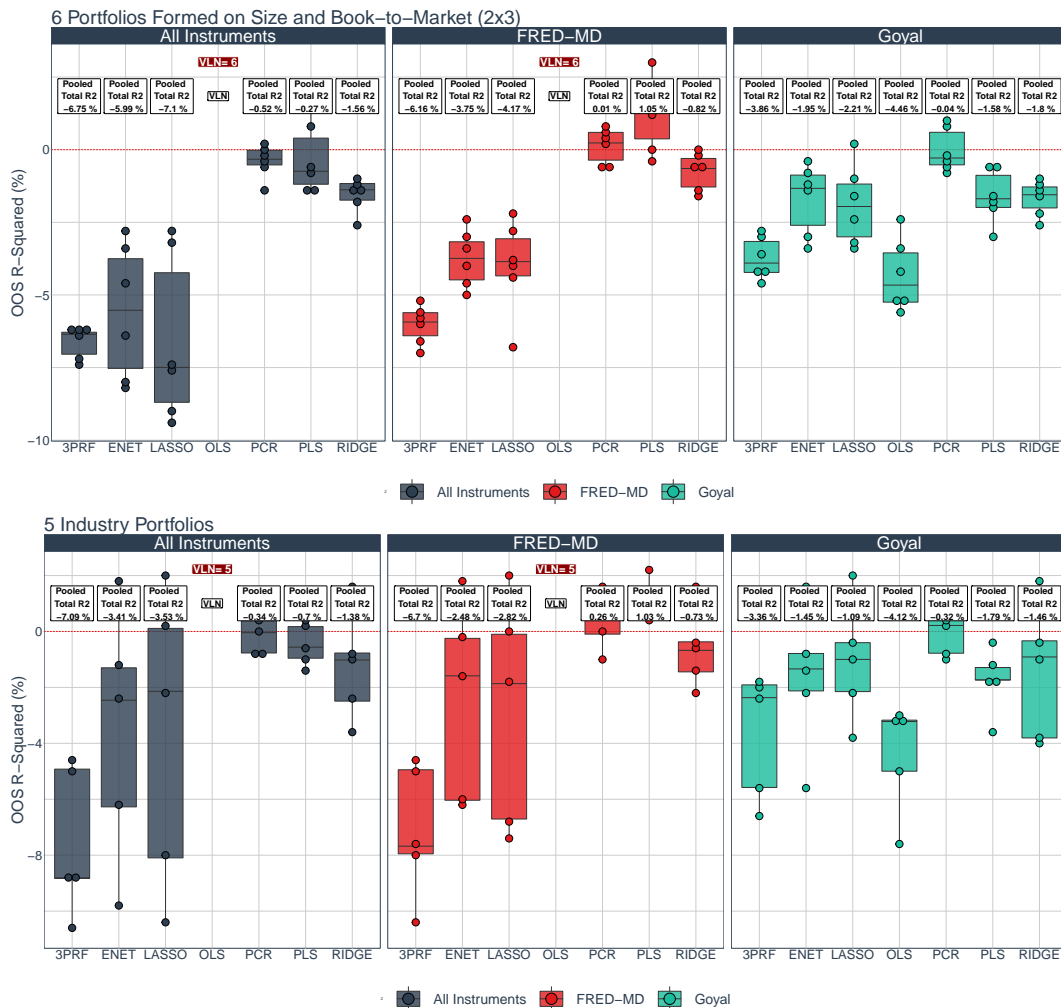 6 Portfolios Formed on Size and Book−to−Market (2x3)
All Instruments FRED−MD Goyal
VLN= 6 VLN= 6
Pooled Pooled Pooled Pooled Pooled Pooled Pooled Pooled Pooled Pooled Pooled Pooled Pooled Pooled Pooled Pooled Pooled Pooled Pooled
Total R2 Total R2 Total R2 VLN Total R2 Total R2 Total R2 Total R2 Total R2 Total R2 VLN Total R2 Total R2 Total R2 Total R2 Total R2 Total R2 Total R2 Total R2 Total R2 Total R2
−6.75 % −5.99 % −7.1 % −0.52 % −0.27 % −1.56 % −6.16 % −3.75 % −4.17 % 0.01 % 1.05 % −0.82 % −3.86 % −1.95 % −2.21 % −4.46 % −0.04 % −1.58 % −1.8 %
0
−5
−10
OOS R−Squared (%)
3PRF ENET LASSO OLS PCR PLS RIDGE 3PRF ENET LASSO OLS PCR PLS RIDGE 3PRF ENET LASSO OLS PCR PLS RIDGE
All Instruments FRED−MD Goyal
5 Industry Portfolios
All Instruments FRED−MD Goyal
VLN= 5 VLN= 5
Pooled Pooled Pooled Pooled Pooled Pooled Pooled Pooled Pooled Pooled Pooled Pooled Pooled Pooled Pooled Pooled Pooled Pooled Pooled
Total R2 Total R2 Total R2 VLN Total R2 Total R2 Total R2 Total R2 Total R2 Total R2 VLN Total R2 Total R2 Total R2 Total R2 Total R2 Total R2 Total R2 Total R2 Total R2 Total R2
−7.09 % −3.41 % −3.53 % −0.34 % −0.7 % −1.38 % −6.7 % −2.48 % −2.82 % 0.26 % 1.03 % −0.73 % −3.36 % −1.45 % −1.09 % −4.12 % −0.32 % −1.79 % −1.46 %
0
−4
−8
OOS R−Squared (%)
3PRF ENET LASSO OLS PCR PLS RIDGE 3PRF ENET LASSO OLS PCR PLS RIDGE 3PRF ENET LASSO OLS PCR PLS RIDGE
All Instruments FRED−MD Goyal